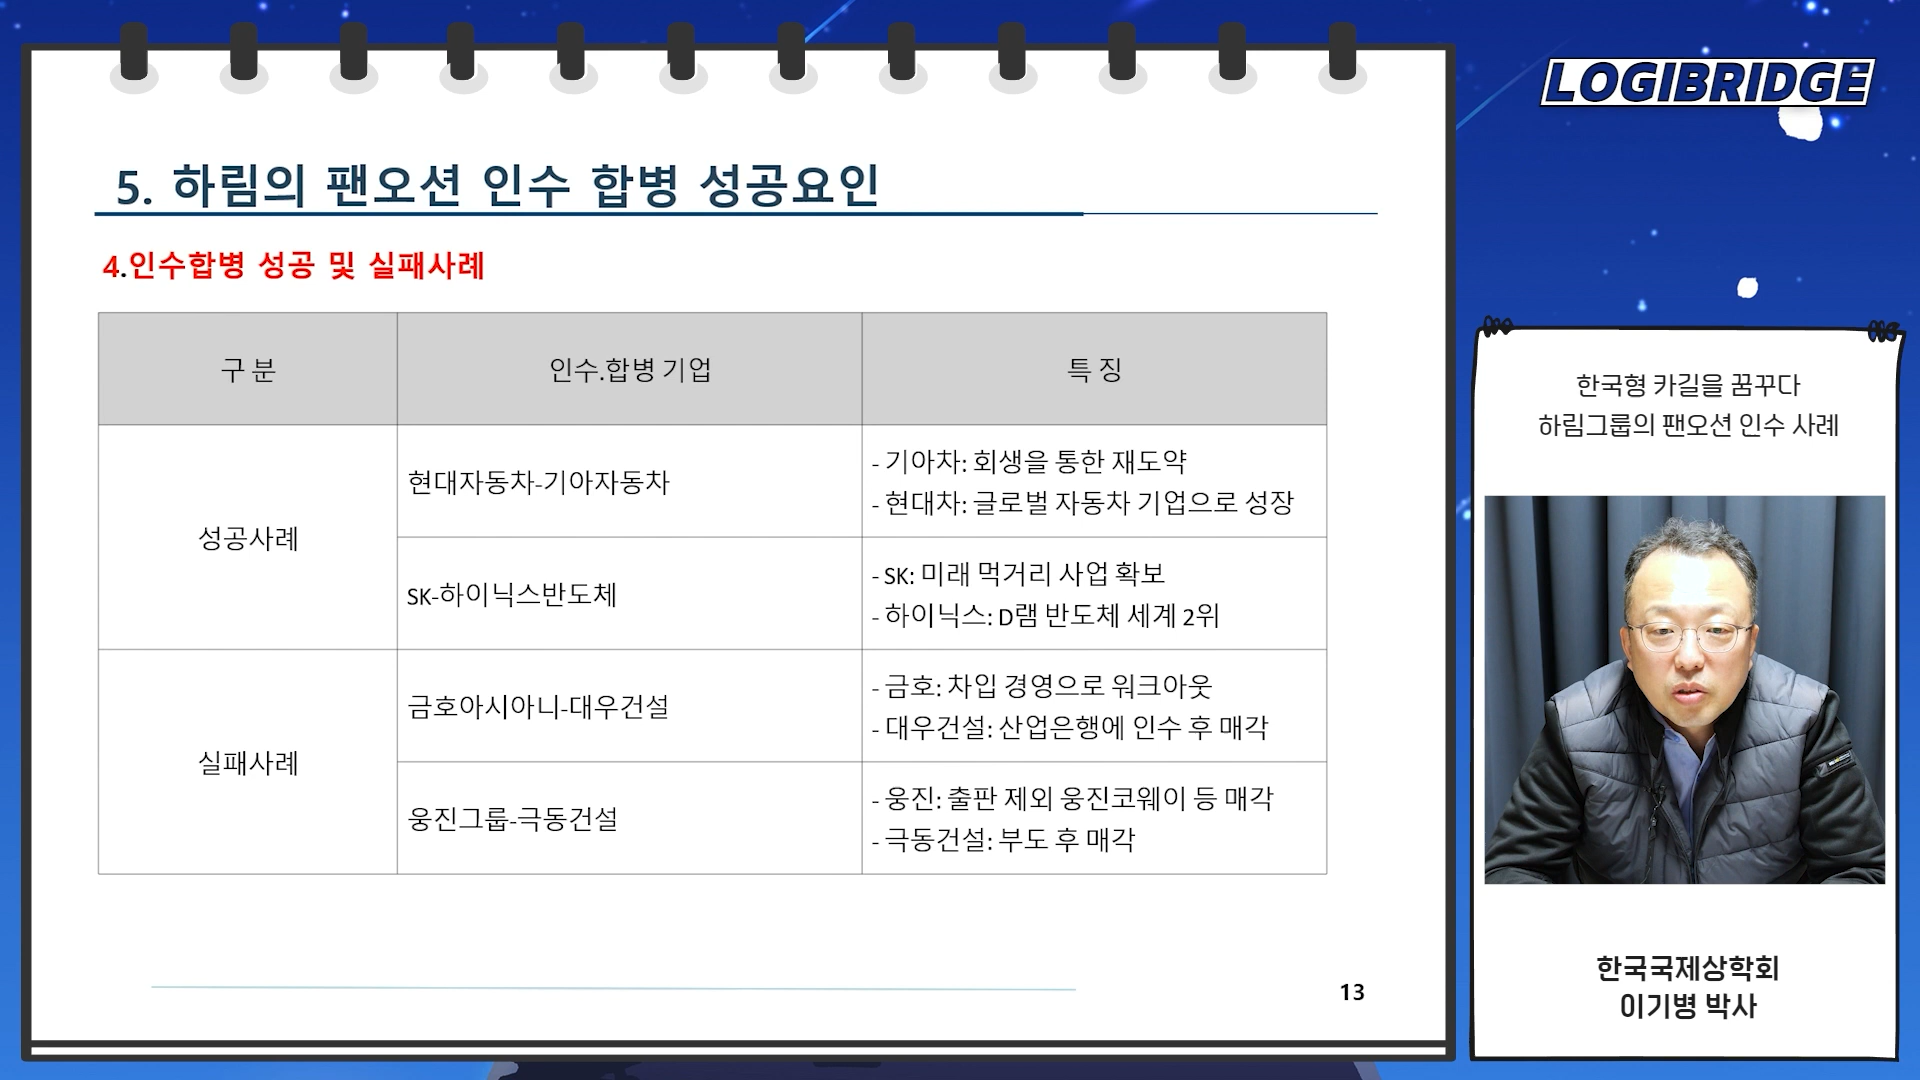 LOGIBRIDGE
5. 하림의 팬오션 인수 합병 성공요인
4.인수합병 성공 및 실패사례
구 분
인수.합병 기업
특 징
성공사례
현대자동차-기아자동차
- 기아차: 회생을 통한 재도약
- 현대차: 글로벌 자동차 기업으로 성장
SK-하이닉스반도체
- SK: 미래 먹거리 사업 확보
- 하이닉스: D램 반도체 세계 2위
실패사례
금호아시아니-대우건설
- 금호: 차입 경영으로 워크아웃
- 대우건설: 산업은행에 인수 후 매각
웅진그룹-극동건설
- 웅진: 출판 제외 웅진코웨이 등 매각
- 극동건설: 부도 후 매각
13
한국형 카길을 꿈꾸다
하림그룹의 팬오션 인수 사례
한국국제상학회
이기병 박사